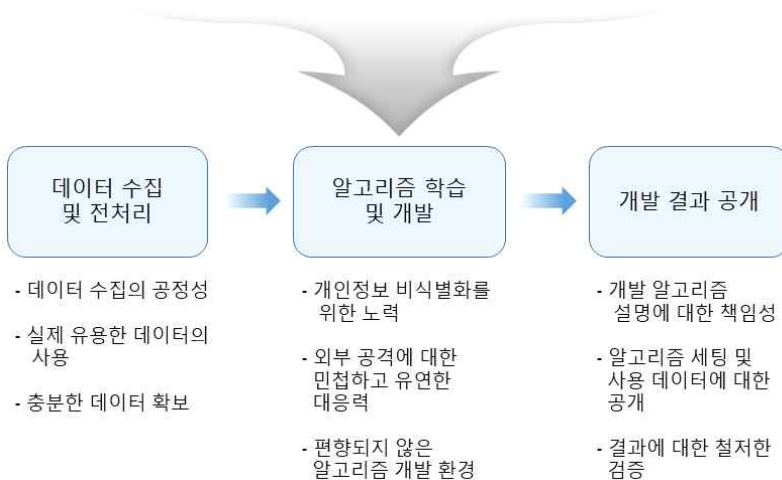 데이터 수집
및 전처리
- 데이터 수집의 공정성
- 실제 유용한 데이터의
사용
- 충분한 데이터 확보
알고리즘 학습
및 개발
- 개인정보 비식별화를
위한 노력
- 외부 공격에 대한
민첩하고 유연한
대응력
- 편향되지 않은
알고리즘 개발 환경
개발 결과 공개
- 개발 알고리즘
설명에 대한 책임성
- 알고리즘 세팅 및
사용 데이터에 대한
공개
- 결과에 대한 철저한
검증